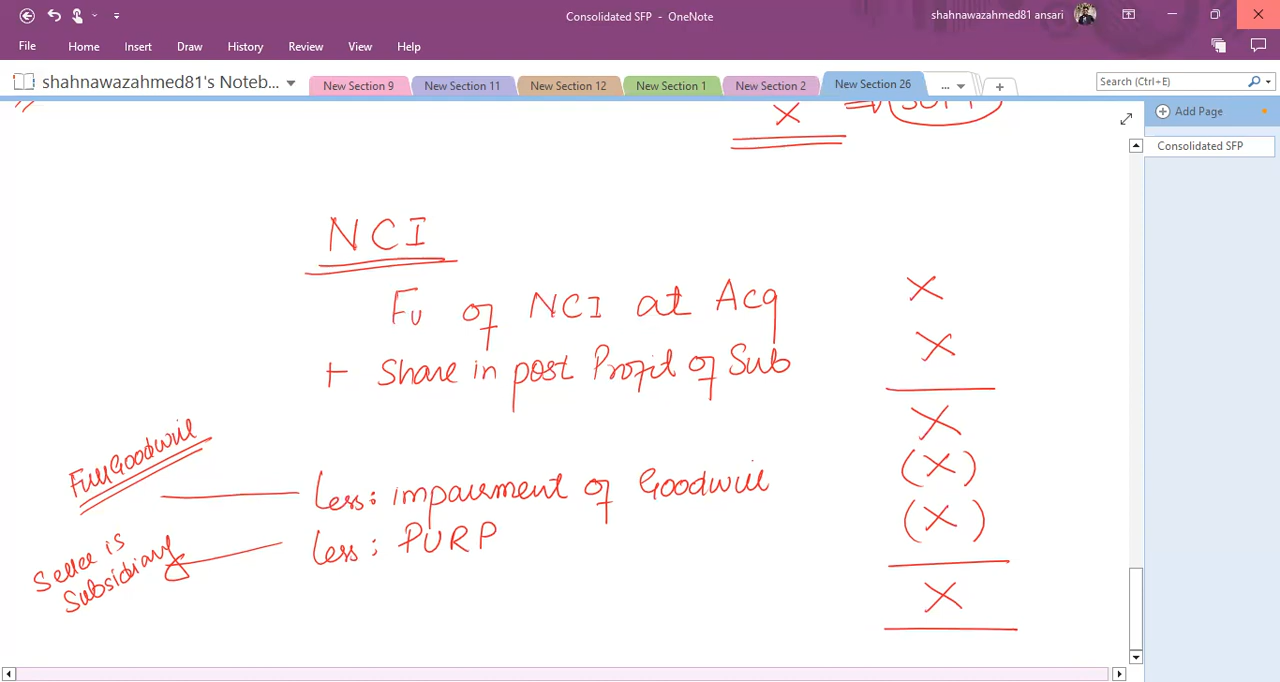 Consolidated SFP - OneNote
shahnawazahmed81 ansari
File Home Insert Draw History Review View Help
shahnawazahmed81's Noteb... New Section 9 New Section 11 New Section 12 New Section 1 New Section 2 New Section 26 ... + Search (Ctrl+E)
Add Page
Consolidated SFP
X
NCI
Fv of NCI at Acq X
+ Share in post Profit of Sub X
X
Full Goodwill
Less: impairment of Goodwill (X)
Seller is
Subsidiary
Less: PURP (X)
X